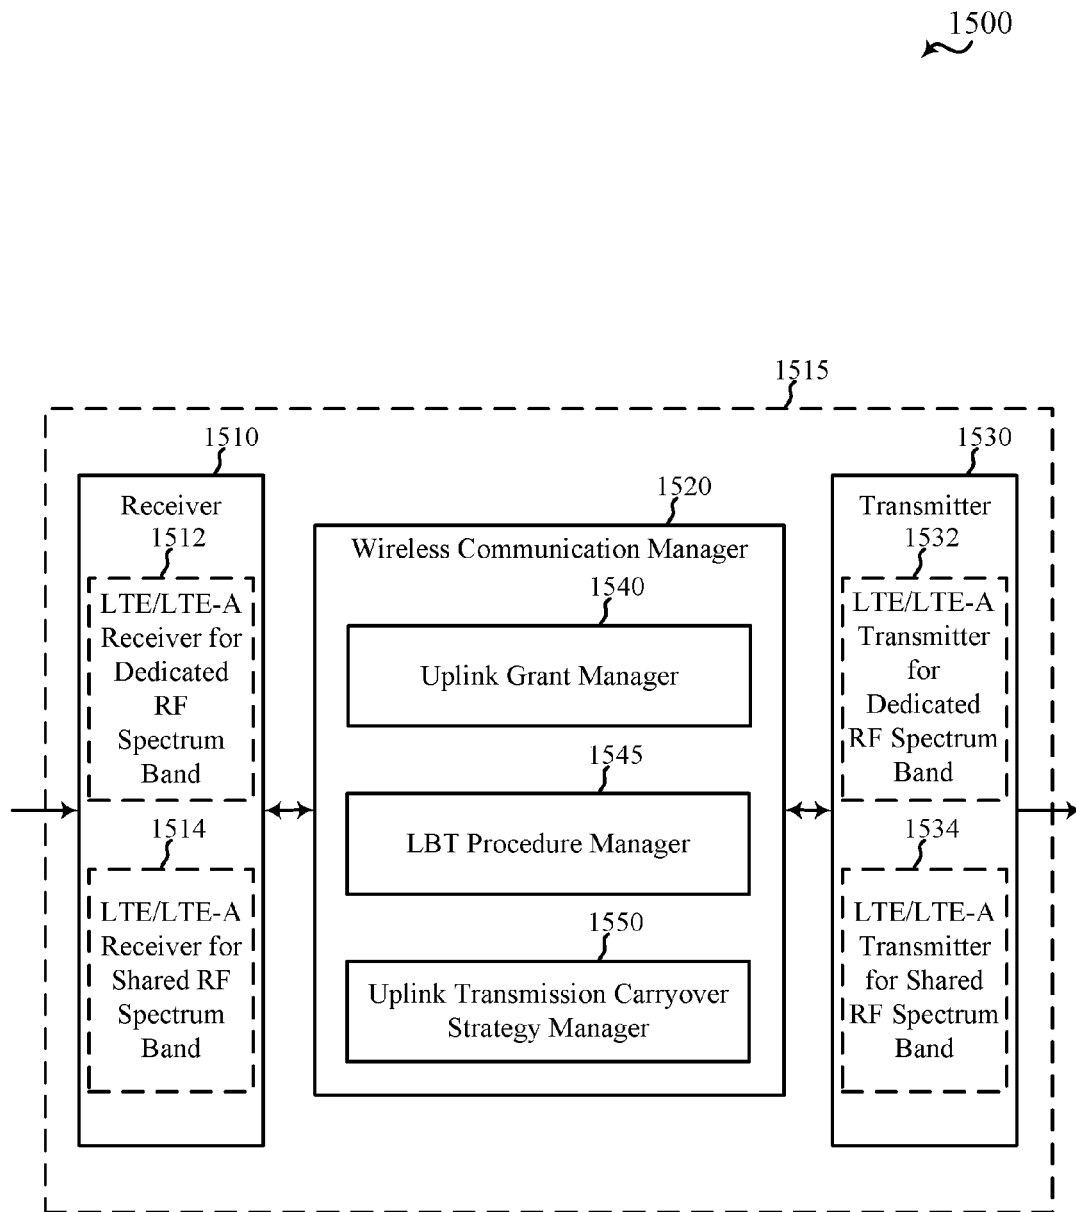 1500
1515
1510
Receiver
1512
LTE/LTE-A
Receiver for
Dedicated
RF
Spectrum
Band
1514
LTE/LTE-A
Receiver for
Shared RF
Spectrum
Band
1520
Wireless Communication Manager
1540
Uplink Grant Manager
1545
LBT Procedure Manager
1550
Uplink Transmission Carryover
Strategy Manager
1530
Transmitter
1532
LTE/LTE-A
Transmitter
for
Dedicated
RF Spectrum
Band
1534
LTE/LTE-A
Transmitter
for Shared
RF Spectrum
Band